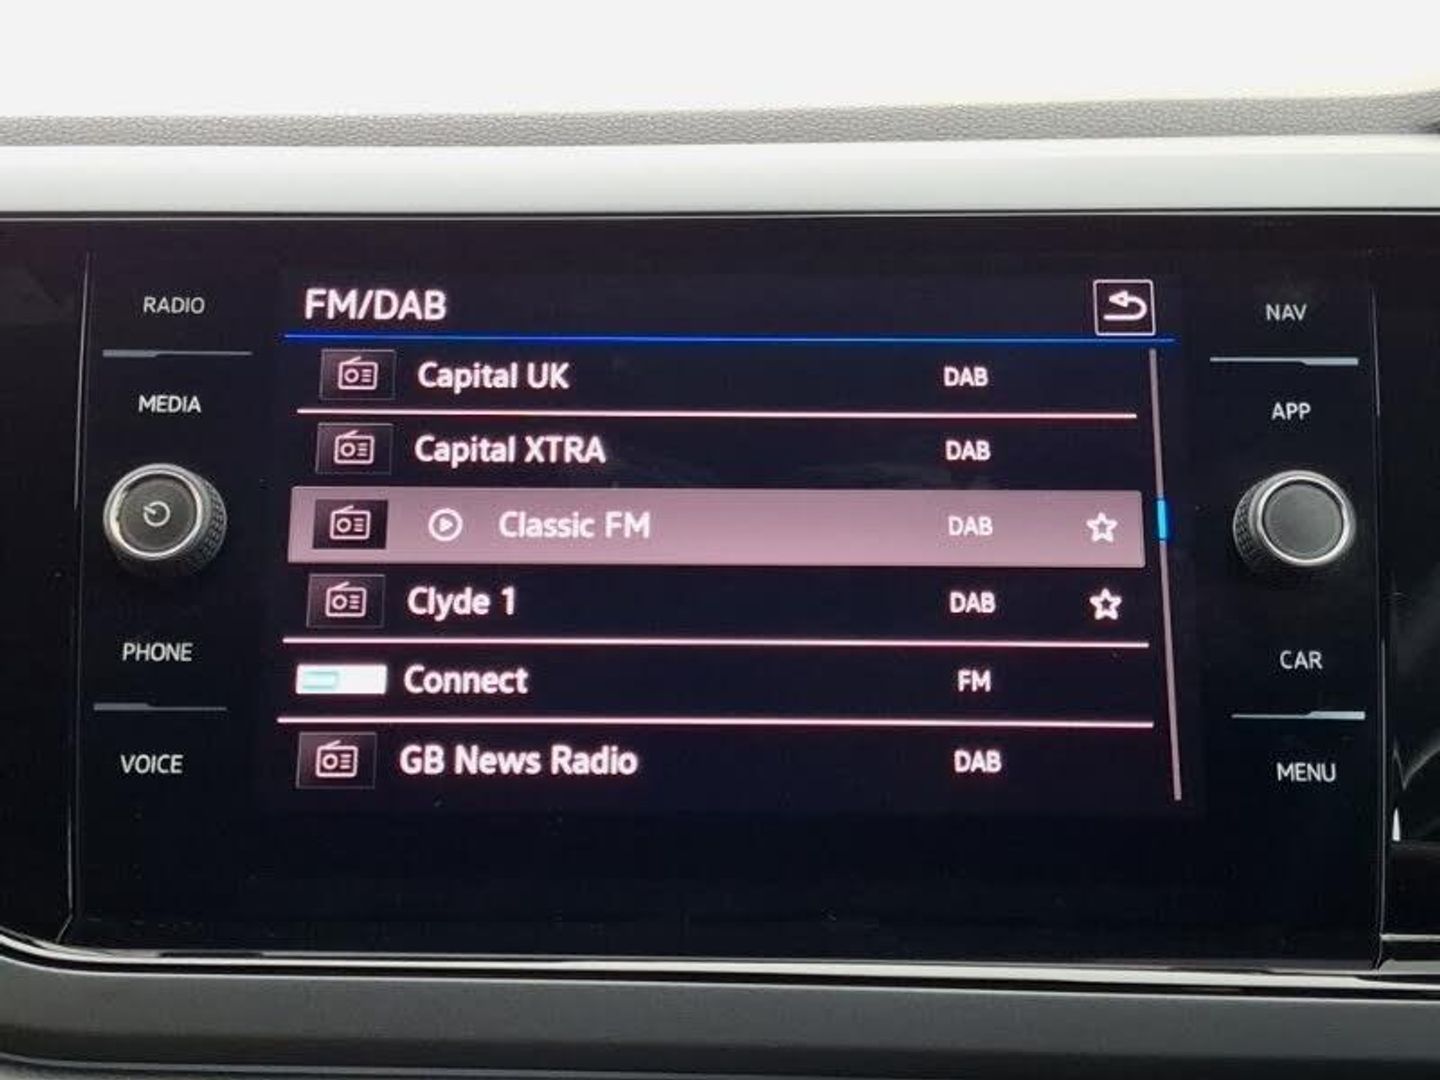 RADIO
MEDIA
PHONE
VOICE
FM/DAB
Capital UK DAB
Capital XTRA DAB
Classic FM DAB
Clyde 1 DAB
Connect FM
GB News Radio DAB
NAV
APP
CAR
MENU